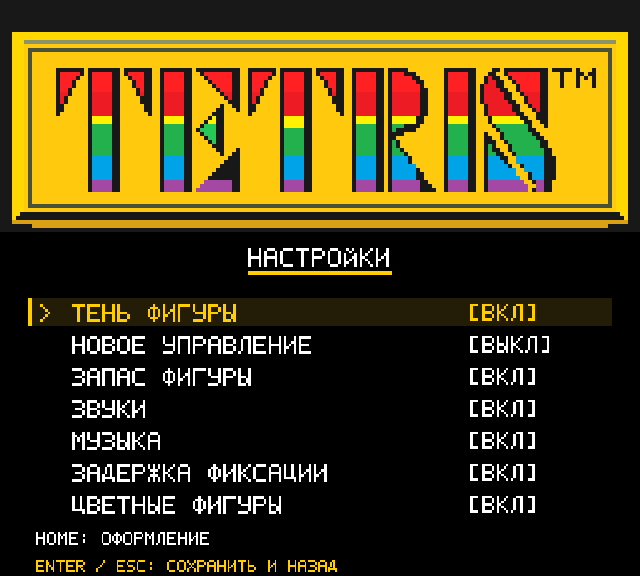 TETRIS™
НАСТРОЙКИ
> ТЕНЬ ФИГУРЫ [ВКЛ]
НОВОЕ УПРАВЛЕНИЕ [ВЫКЛ]
ЗАПАС ФИГУРЫ [ВКЛ]
ЗВУКИ [ВКЛ]
МУЗЫКА [ВКЛ]
ЗАДЕРЖКА ФИКСАЦИИ [ВКЛ]
ЦВЕТНЫЕ ФИГУРЫ [ВКЛ]
HOME: ОФОРМЛЕНИЕ
ENTER / ESC: СОХРАНИТЬ И НАЗАД